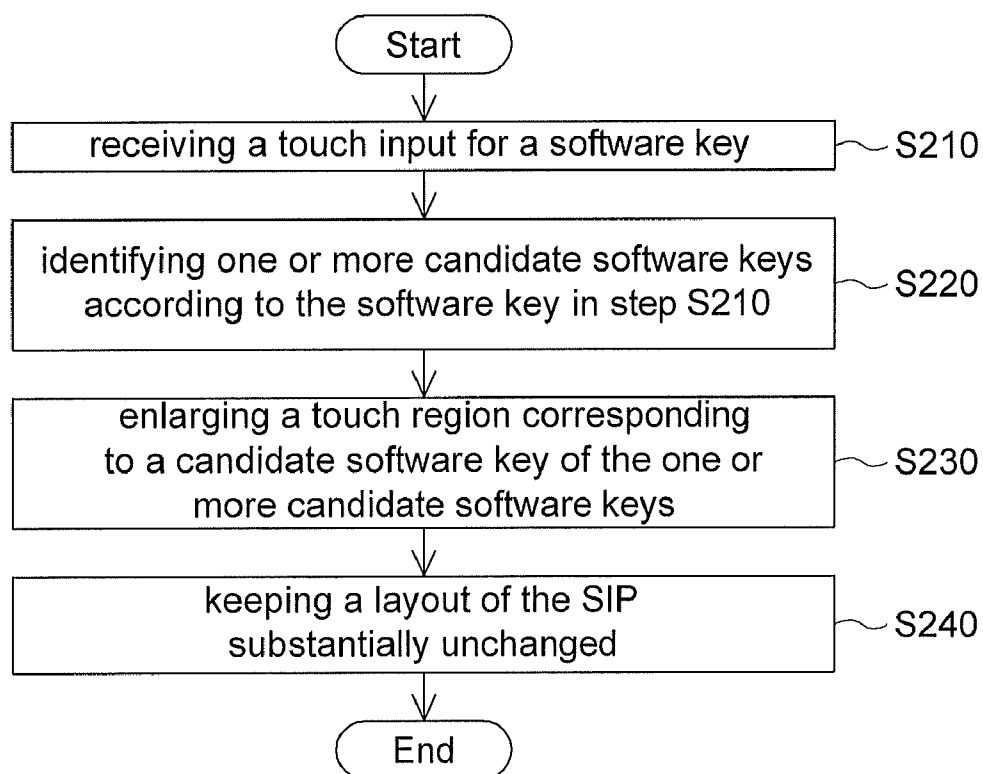 Start
receiving a touch input for a software key
S210
identifying one or more candidate software keys
according to the software key in step S210
S220
enlarging a touch region corresponding
to a candidate software key of the one or
more candidate software keys
S230
keeping a layout of the SIP
substantially unchanged
S240
End